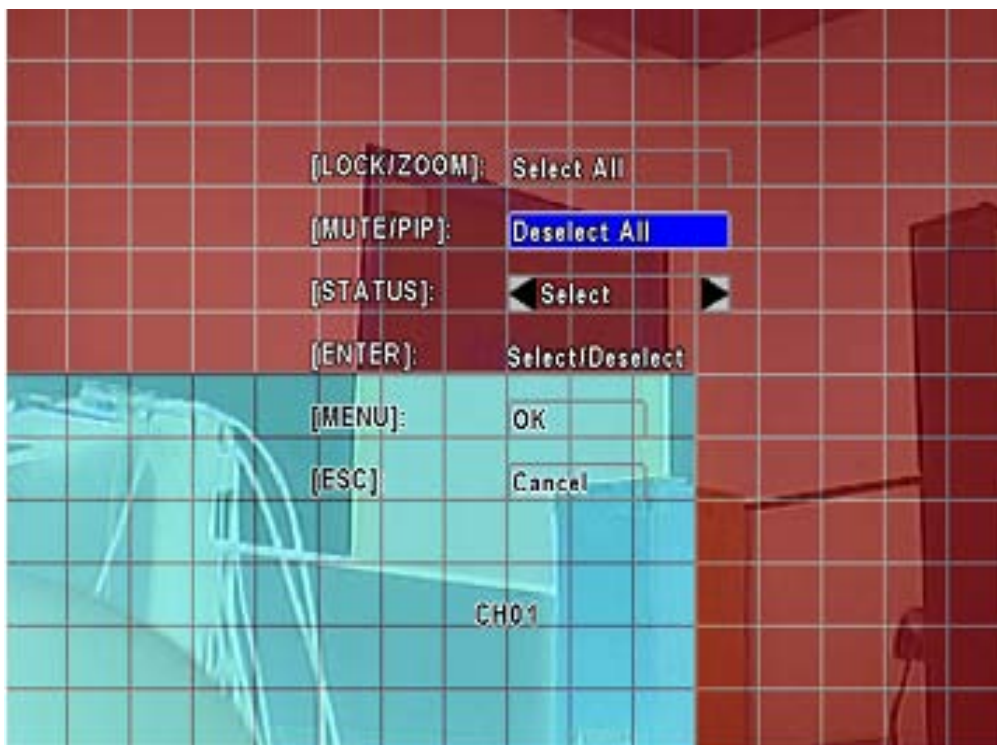 [LOCK/ZOOM]: Select All
[MUTE/PIP]: Deselect All
[STATUS]: Select
[ENTER]: Select/Deselect
[MENU]: OK
[ESC] Cancel
CH01